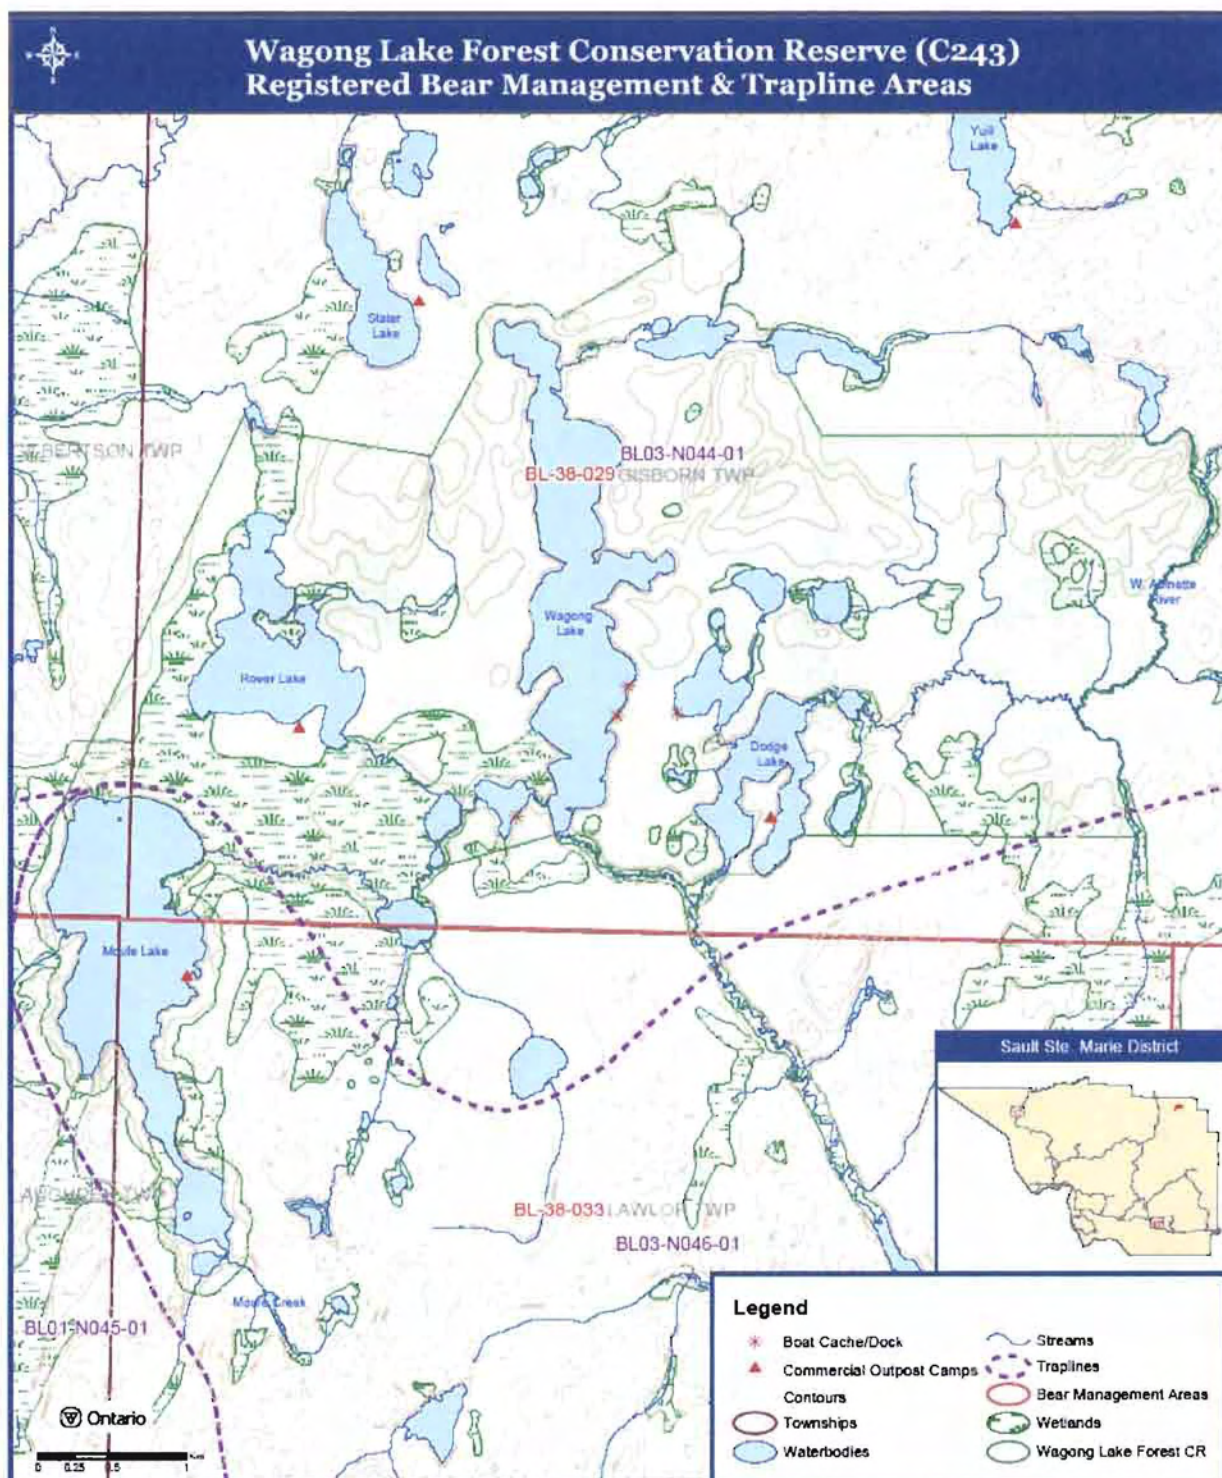 Wagong Lake Forest Conservation Reserve (C243)
Registered Bear Management & Trapline Areas
N
Yuill
Lake
Slater
Lake
BERTSON TWP
BL03-N044-01
BL-38-029 GISBORN TWP
W.
River
Wagong
Lake
Rover Lake
Dodge
Lake
Moule Lake
Sault Ste. Marie District
TWP
BL-38-033 LAWLOR TWP
BL03-N046-01
Moule Creek
BL01-N045-01
Legend
Boat Cache/Dock
Commercial Outpost Camps
Contours
Townships
Waterbodies
Streams
Traplines
Bear Management Areas
Wetlands
Wagong Lake Forest CR
Ontario
0 0.25 0.5 1 Km